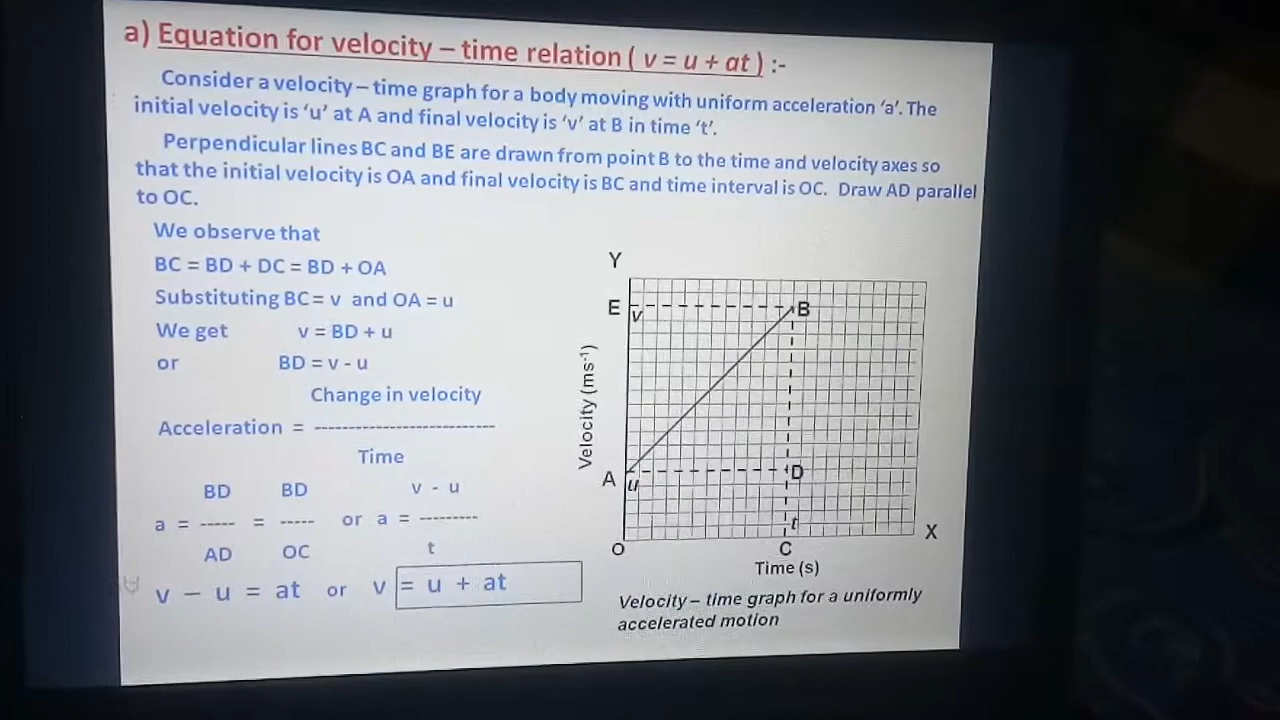 a) Equation for velocity – time relation ( v = u + at ) :-
Consider a velocity – time graph for a body moving with uniform acceleration ‘a’. The
initial velocity is ‘u’ at A and final velocity is ‘v’ at B in time ‘t’.
Perpendicular lines BC and BE are drawn from point B to the time and velocity axes so
that the initial velocity is OA and final velocity is BC and time interval is OC. Draw AD parallel
to OC.
We observe that
BC = BD + DC = BD + OA
Substituting BC = v and OA = u
We get v = BD + u
or BD = v - u
Change in velocity
Acceleration = ---------------------------
Time
BD BD v - u
a = ----- = ----- or a = ---------
AD OC t
v – u = at or v = u + at
Y
E v B
Velocity (ms-1)
A u D
t
O C X
Time (s)
Velocity – time graph for a uniformly
accelerated motion